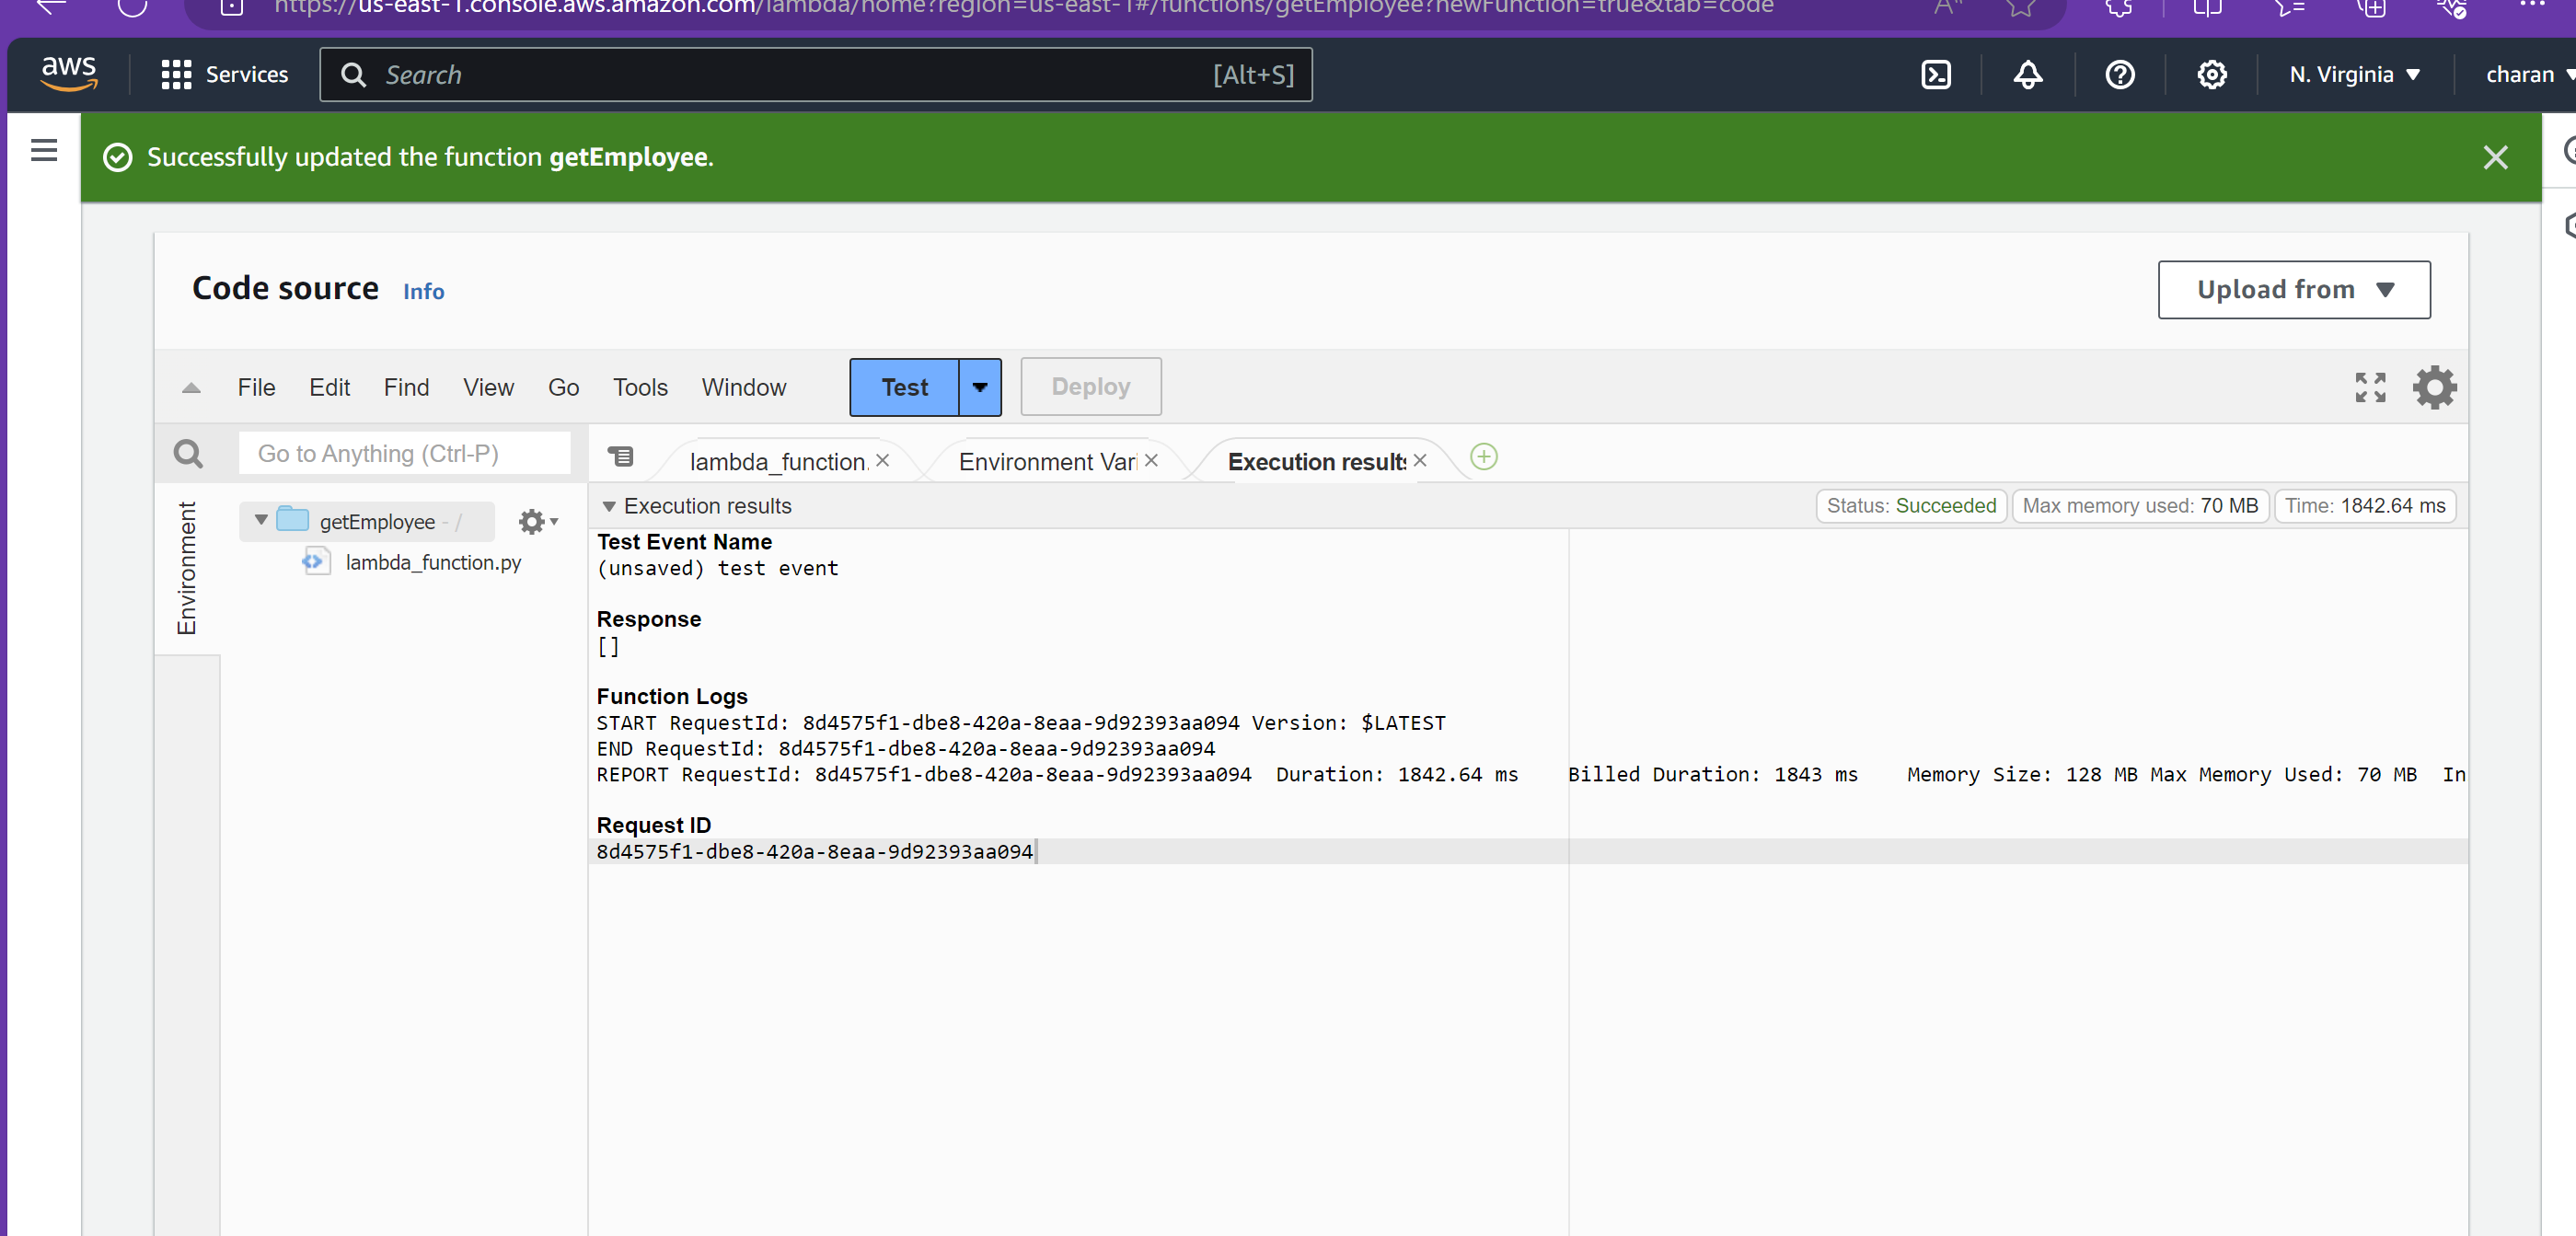 https://us-east-1.console.aws.amazon.com/lambda/home?region=us-east-1#/functions/getEmployee?newFunction=true&tab=code
aws
Services
Search
[Alt+S]
N. Virginia
charan
Successfully updated the function getEmployee.
Code source
Info
Upload from
File
Edit
Find
View
Go
Tools
Window
Test
Deploy
Go to Anything (Ctrl-P)
lambda_function.
Environment Vari
Execution results
Environment
getEmployee - /
lambda_function.py
Execution results
Status: Succeeded
Max memory used: 70 MB
Time: 1842.64 ms
Test Event Name
(unsaved) test event
Response
[]
Function Logs
START RequestId: 8d4575f1-dbe8-420a-8eaa-9d92393aa094 Version: $LATEST
END RequestId: 8d4575f1-dbe8-420a-8eaa-9d92393aa094
REPORT RequestId: 8d4575f1-dbe8-420a-8eaa-9d92393aa094 Duration: 1842.64 ms Billed Duration: 1843 ms Memory Size: 128 MB Max Memory Used: 70 MB In
Request ID
8d4575f1-dbe8-420a-8eaa-9d92393aa094